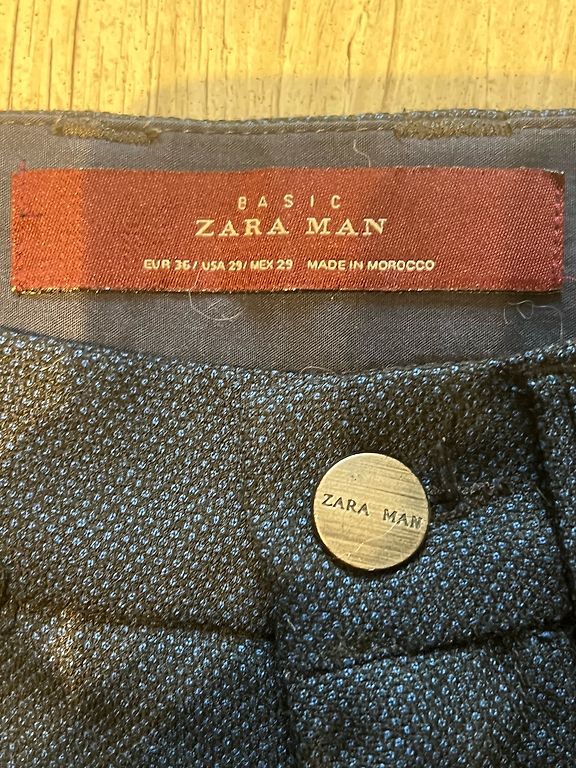 BASIC
ZARA MAN
EUR 36 / USA 29 / MEX 29 MADE IN MOROCCO
ZARA MAN